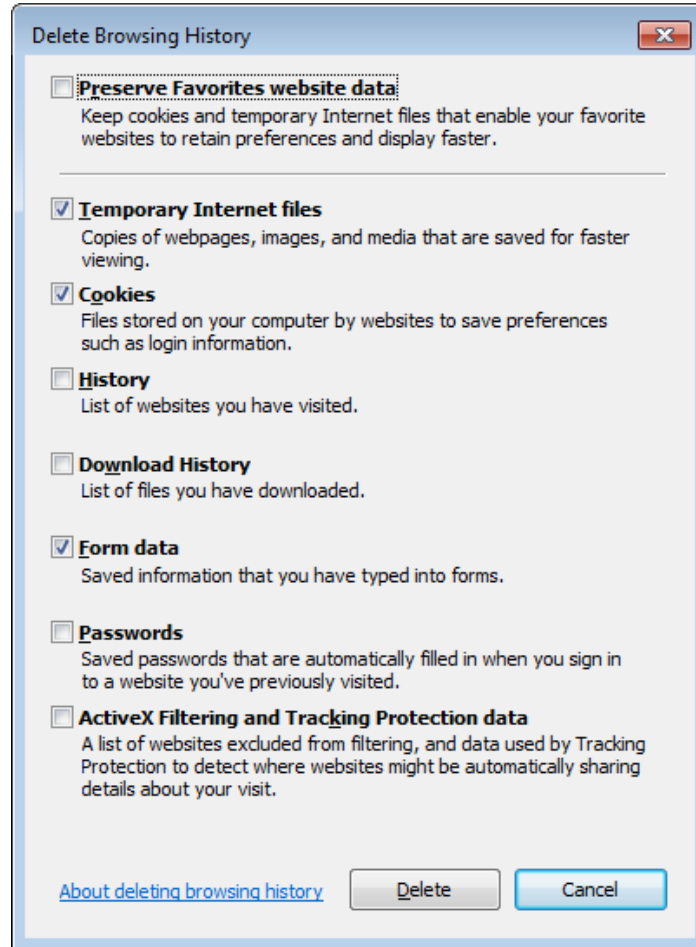 Delete Browsing History
Preserve Favorites website data
Keep cookies and temporary Internet files that enable your favorite
websites to retain preferences and display faster.
Temporary Internet files
Copies of webpages, images, and media that are saved for faster
viewing.
Cookies
Files stored on your computer by websites to save preferences
such as login information.
History
List of websites you have visited.
Download History
List of files you have downloaded.
Form data
Saved information that you have typed into forms.
Passwords
Saved passwords that are automatically filled in when you sign in
to a website you've previously visited.
ActiveX Filtering and Tracking Protection data
A list of websites excluded from filtering, and data used by Tracking
Protection to detect where websites might be automatically sharing
details about your visit.
About deleting browsing history Delete Cancel